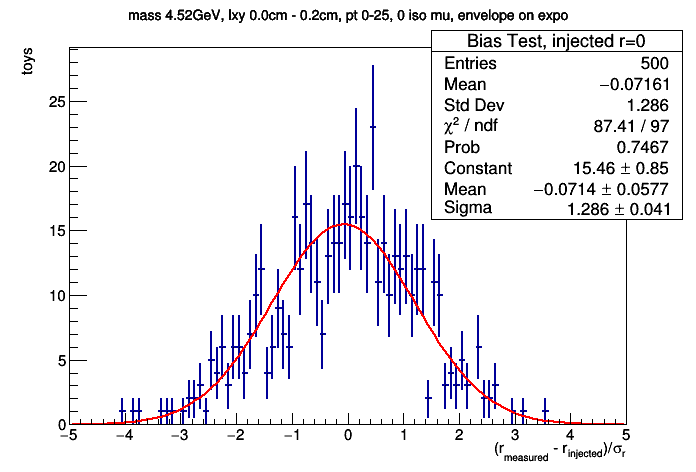 mass 4.52GeV, lxy 0.0cm - 0.2cm, pt 0-25, 0 iso mu, envelope on expo
toys
Bias Test, injected r=0
Entries 500
Mean −0.07161
Std Dev 1.286
χ² / ndf 87.41 / 97
Prob 0.7467
Constant 15.46 ± 0.85
Mean −0.0714 ± 0.0577
Sigma 1.286 ± 0.041
25
20
15
10
5
0
−5 −4 −3 −2 −1 0 1 2 3 4 5
(r_measured - r_injected)/σ_r